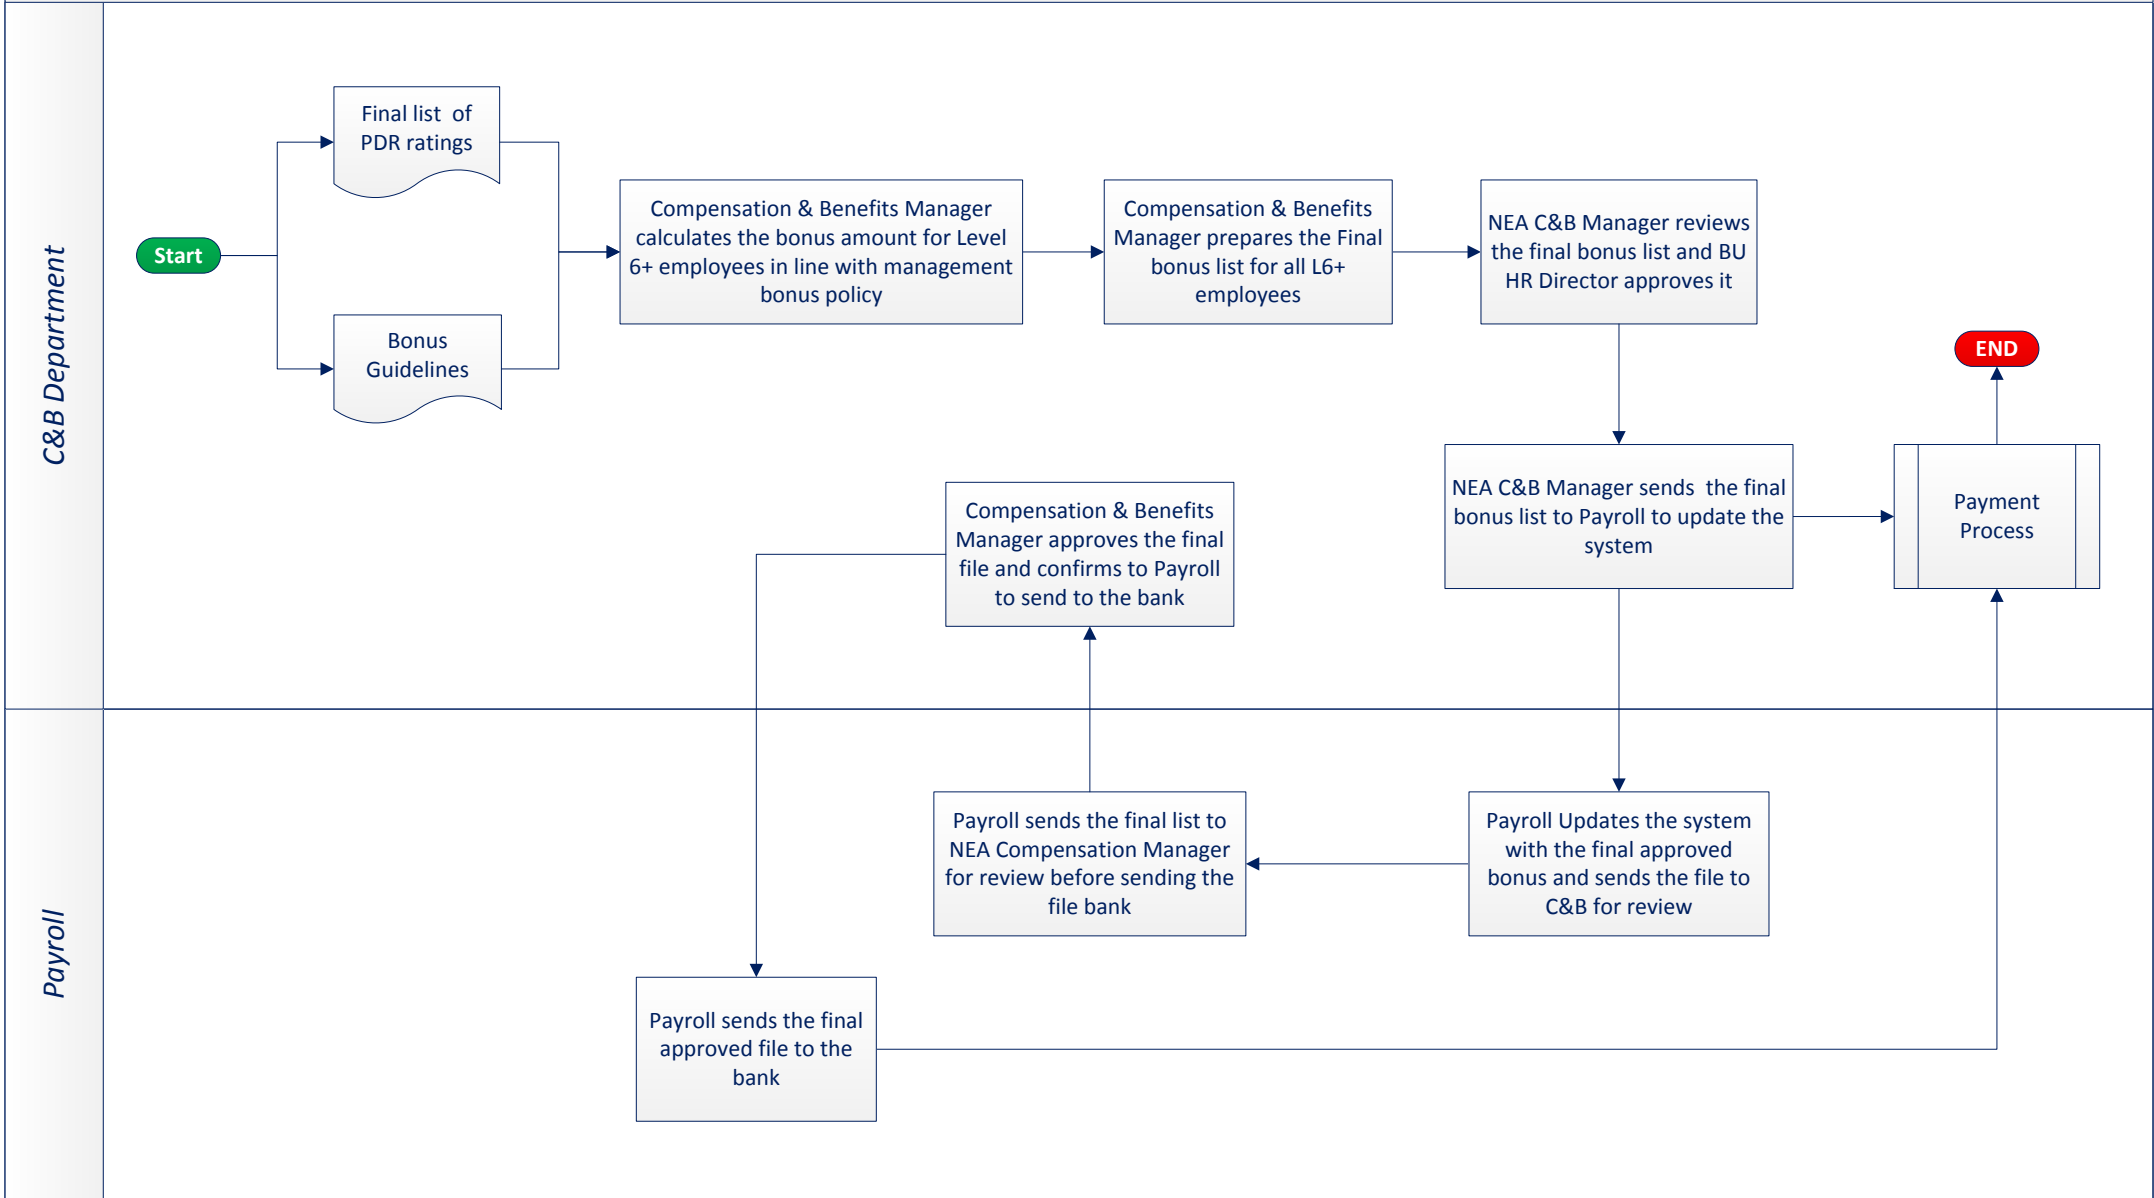 C&B Department
Start
Final list of
PDR ratings
Bonus
Guidelines
Compensation & Benefits Manager
calculates the bonus amount for Level
6+ employees in line with management
bonus policy
Compensation & Benefits
Manager prepares the Final
bonus list for all L6+
employees
NEA C&B Manager reviews
the final bonus list and BU
HR Director approves it
NEA C&B Manager sends the final
bonus list to Payroll to update the
system
Payment
Process
END
Compensation & Benefits
Manager approves the final
file and confirms to Payroll
to send to the bank
Payroll
Payroll Updates the system
with the final approved
bonus and sends the file to
C&B for review
Payroll sends the final list to
NEA Compensation Manager
for review before sending the
file bank
Payroll sends the final
approved file to the
bank